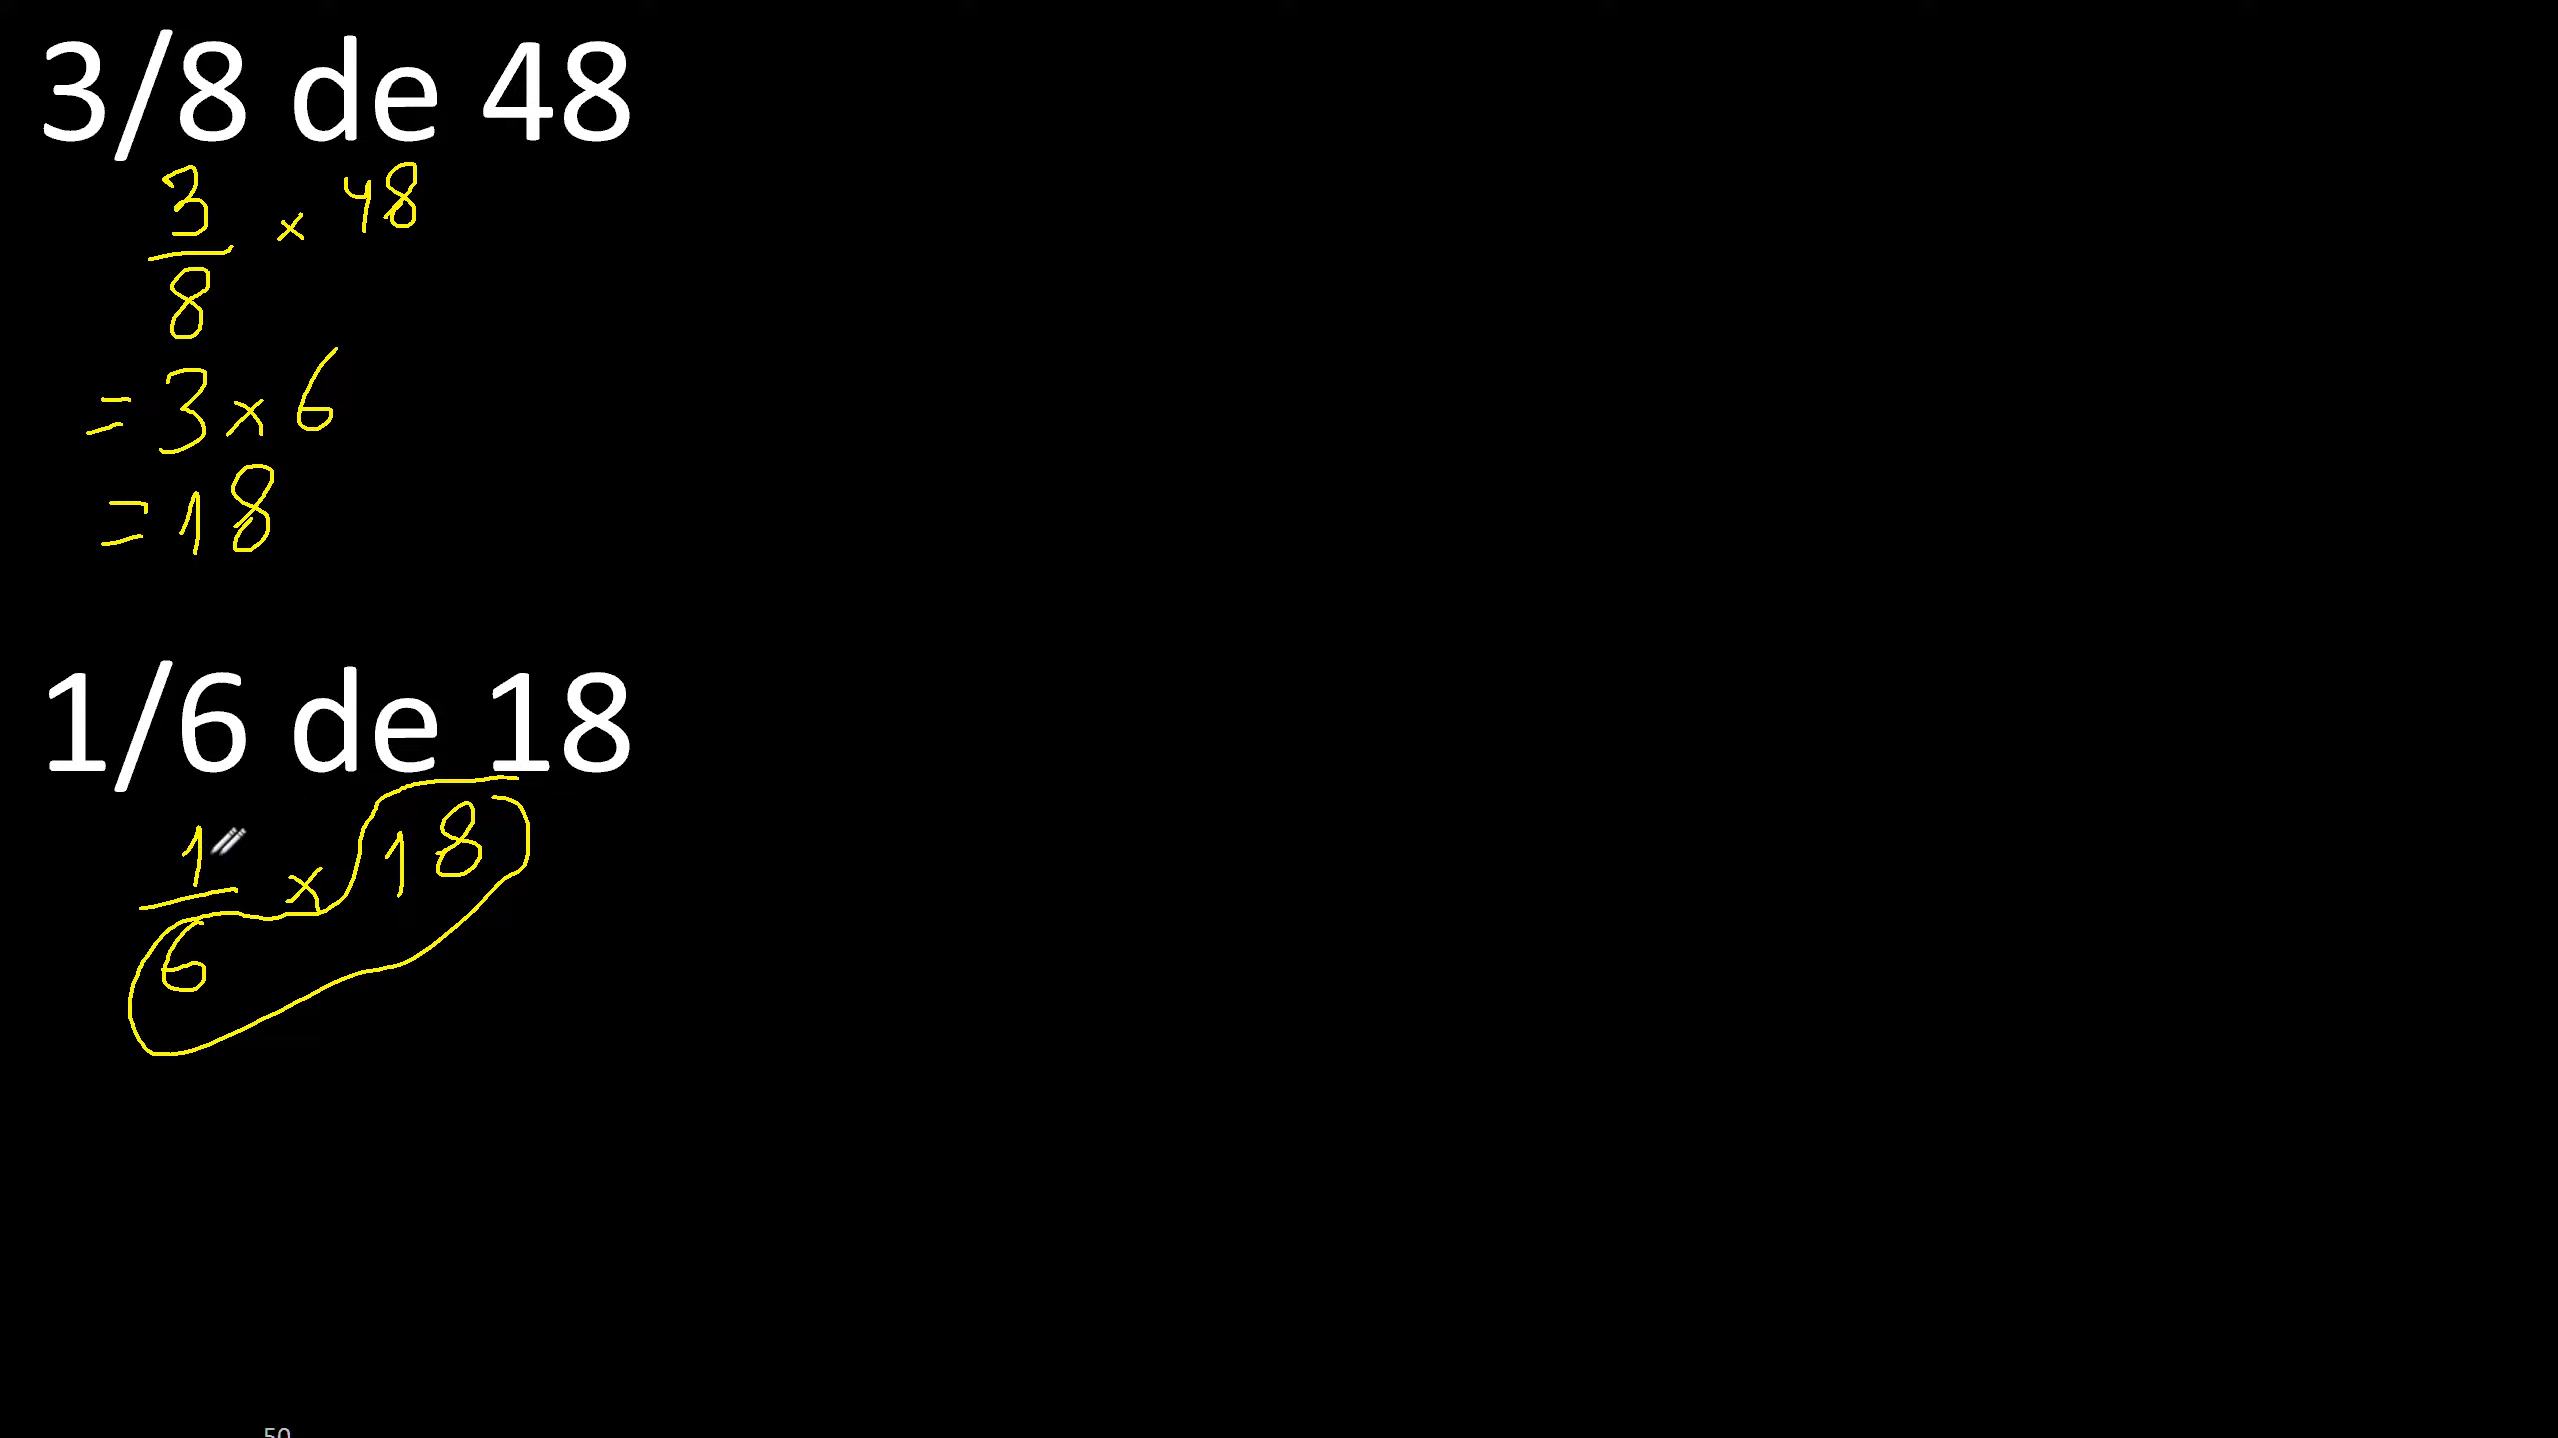 3/8 de 48
3/8 × 48
= 3 × 6
= 18
1/6 de 18
1/6 × 18